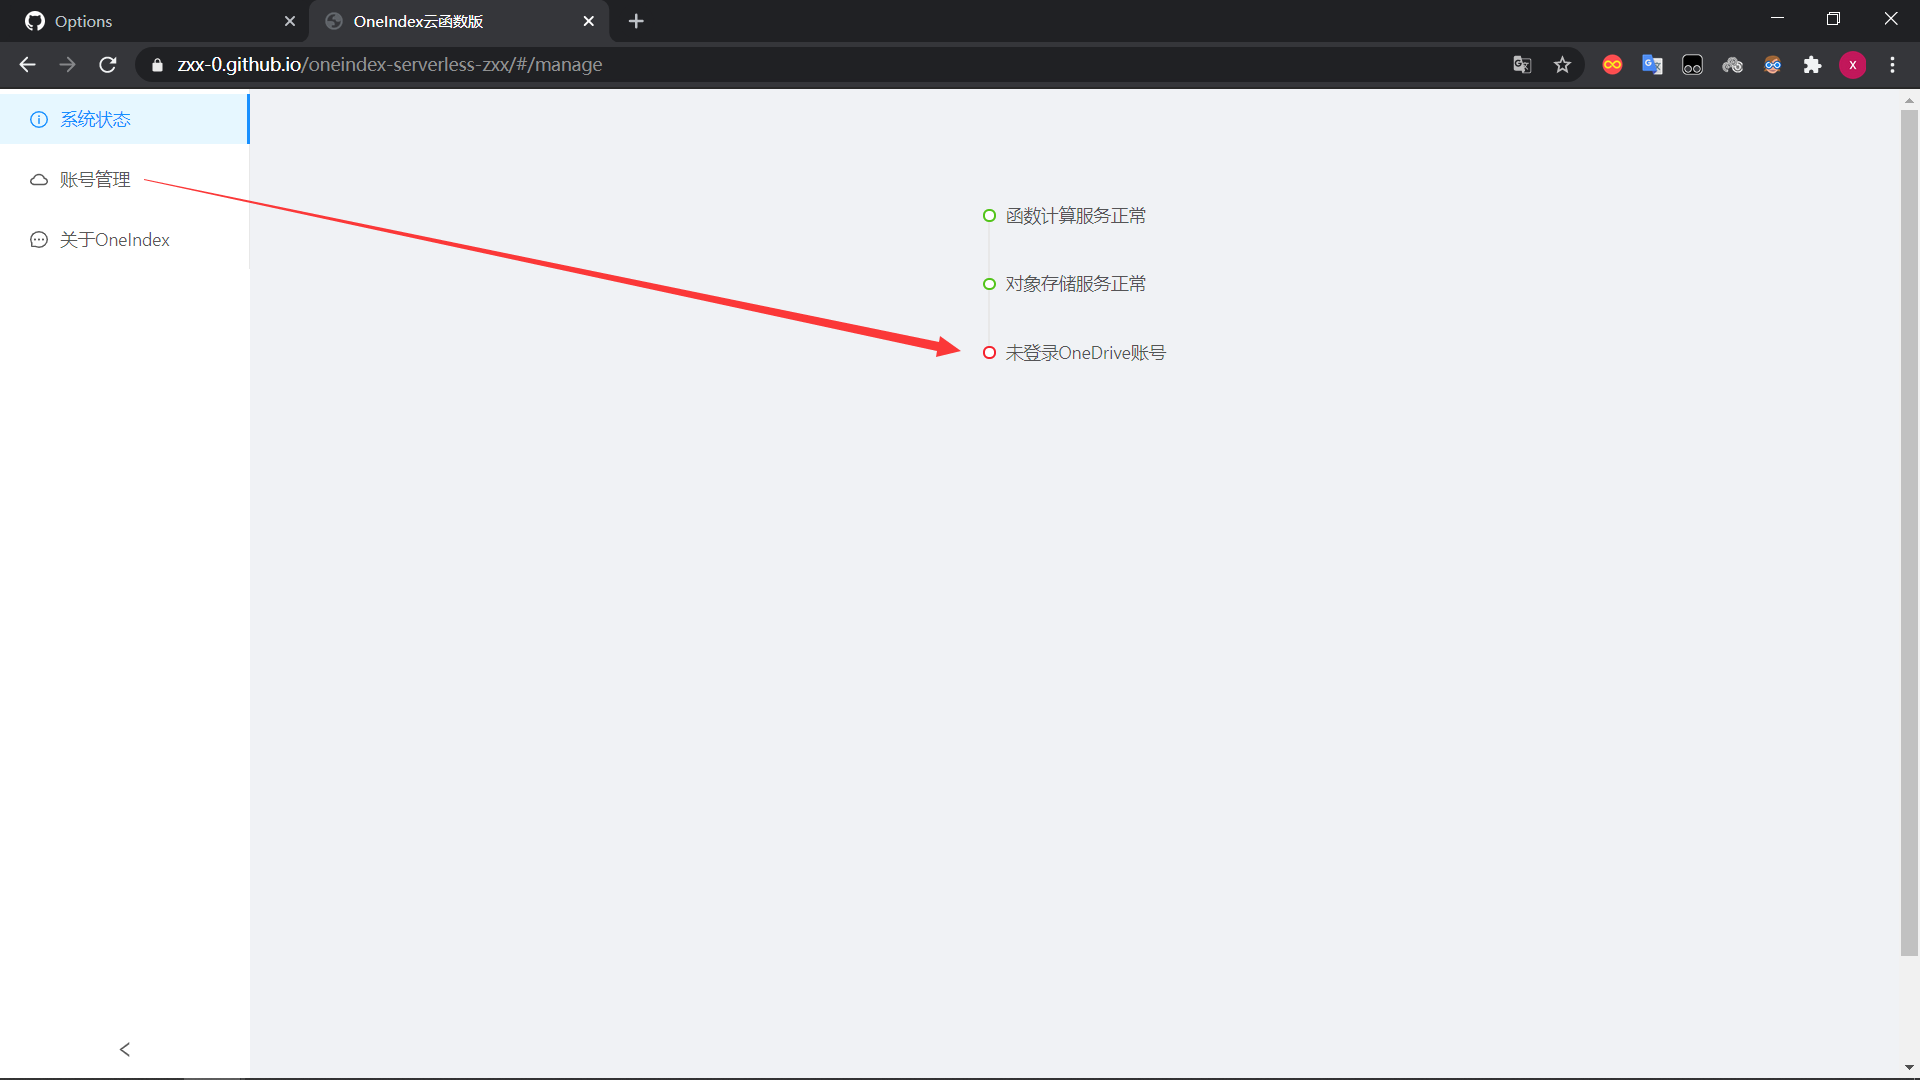 Options
OneIndex云函数版
zxx-0.github.io/oneindex-serverless-zxx/#/manage
X
系统状态
账号管理
关于OneIndex
函数计算服务正常
对象存储服务正常
未登录OneDrive账号